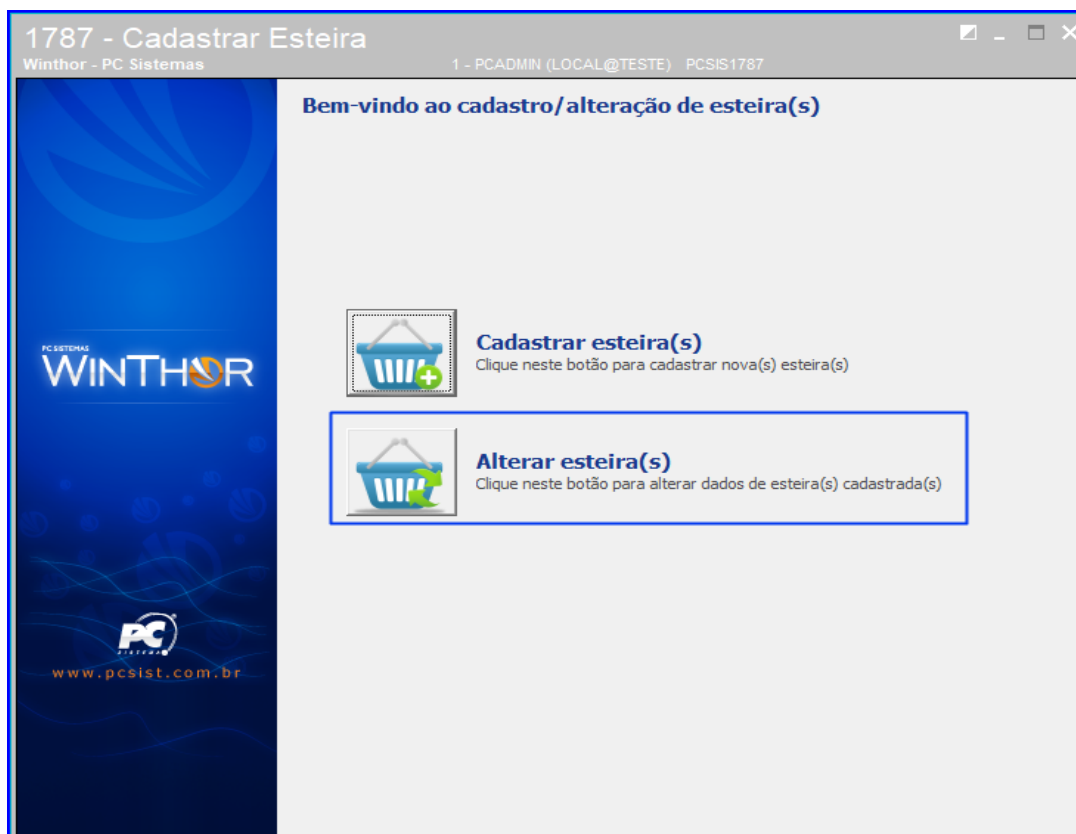 1787 - Cadastrar Esteira
Winthor - PC Sistemas
1 - PCADMIN (LOCAL@TESTE) PCSIS1787
Bem-vindo ao cadastro/alteração de esteira(s)
PC SISTEMAS
WINTHOR
Cadastrar esteira(s)
Clique neste botão para cadastrar nova(s) esteira(s)
Alterar esteira(s)
Clique neste botão para alterar dados de esteira(s) cadastrada(s)
PC
SISTEMAS
www.pcsist.com.br